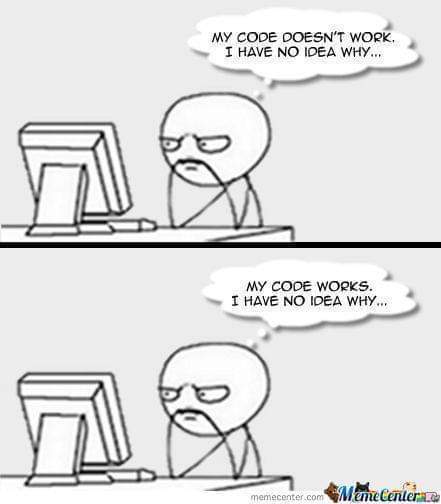 MY CODE DOESN'T WORK.
I HAVE NO IDEA WHY...
MY CODE WORKS.
I HAVE NO IDEA WHY...
memecenter.com MemeCenter